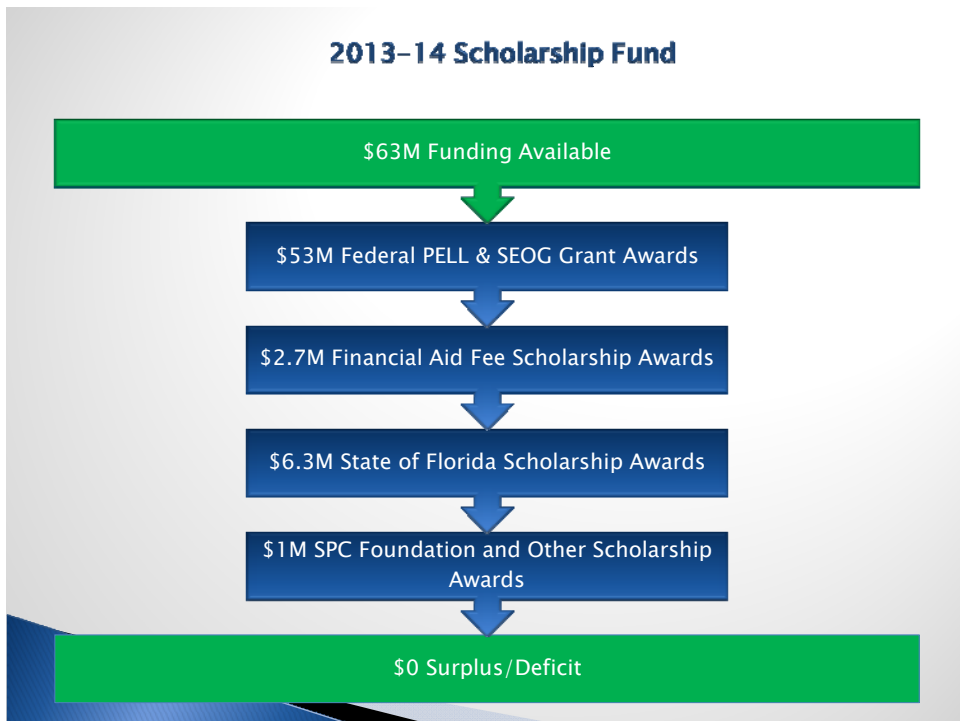 2013-14 Scholarship Fund
$63M Funding Available
$53M Federal PELL & SEOG Grant Awards
$2.7M Financial Aid Fee Scholarship Awards
$6.3M State of Florida Scholarship Awards
$1M SPC Foundation and Other Scholarship
Awards
$0 Surplus/Deficit